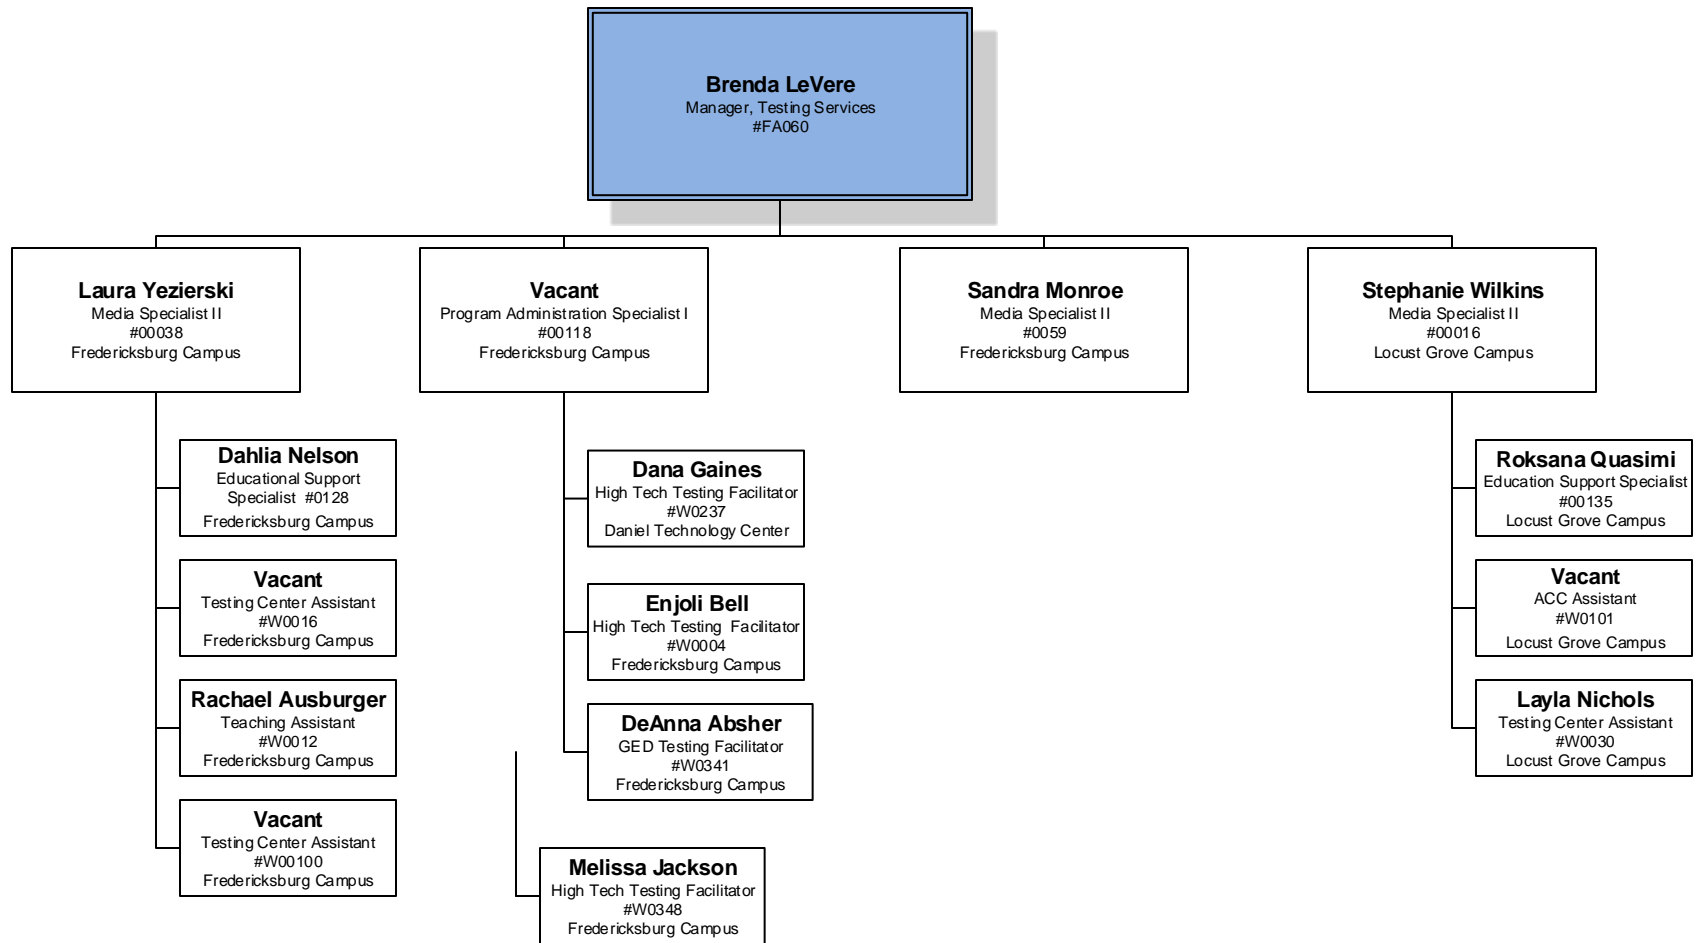 Brenda LeVere
Manager, Testing Services
#FA060
Laura Yezierski
Media Specialist II
#00038
Fredericksburg Campus
Vacant
Program Administration Specialist I
#00118
Fredericksburg Campus
Sandra Monroe
Media Specialist II
#0059
Fredericksburg Campus
Stephanie Wilkins
Media Specialist II
#00016
Locust Grove Campus
Dahlia Nelson
Educational Support
Specialist #0128
Fredericksburg Campus
Vacant
Testing Center Assistant
#W0016
Fredericksburg Campus
Rachael Ausburger
Teaching Assistant
#W0012
Fredericksburg Campus
Vacant
Testing Center Assistant
#W00100
Fredericksburg Campus
Dana Gaines
High Tech Testing Facilitator
#W0237
Daniel Technology Center
Enjoli Bell
High Tech Testing Facilitator
#W0004
Fredericksburg Campus
DeAnna Absher
GED Testing Facilitator
#W0341
Fredericksburg Campus
Melissa Jackson
High Tech Testing Facilitator
#W0348
Fredericksburg Campus
Roksana Quasimi
Education Support Specialist
#00135
Locust Grove Campus
Vacant
ACC Assistant
#W0101
Locust Grove Campus
Layla Nichols
Testing Center Assistant
#W0030
Locust Grove Campus